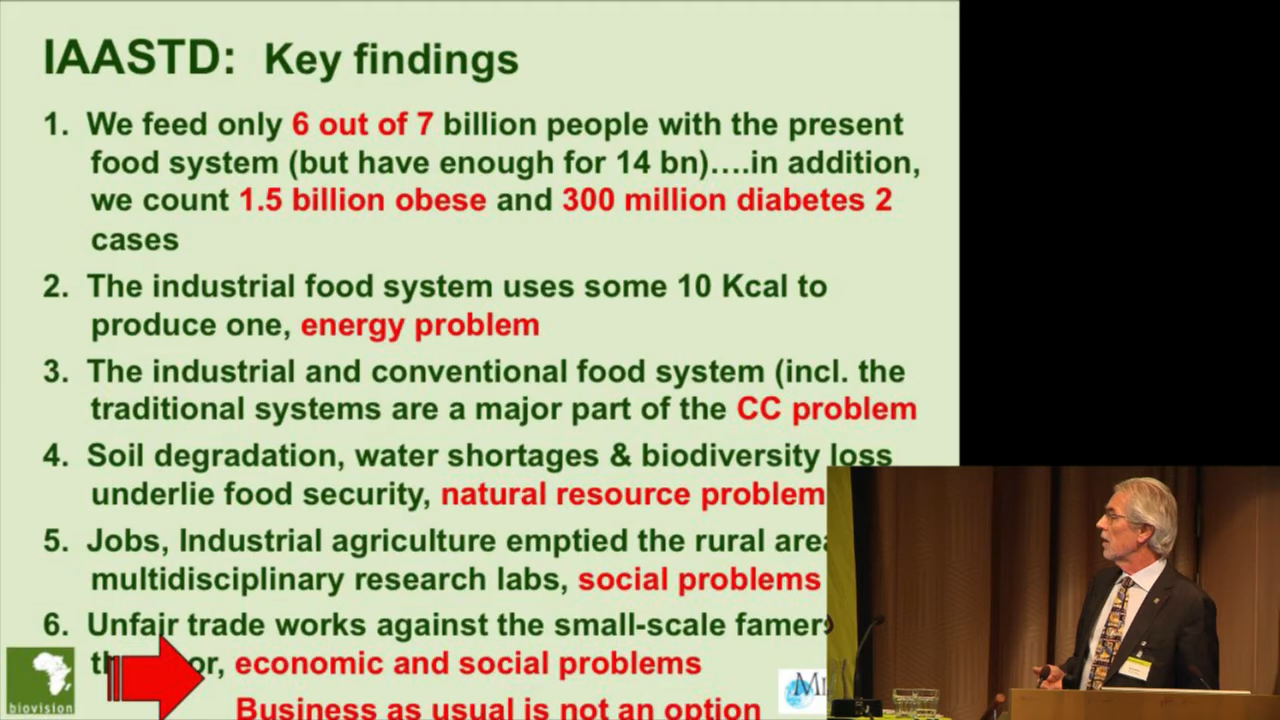 IAASTD: Key findings
1. We feed only 6 out of 7 billion people with the present
food system (but have enough for 14 bn)....in addition,
we count 1.5 billion obese and 300 million diabetes 2
cases
2. The industrial food system uses some 10 Kcal to
produce one, energy problem
3. The industrial and conventional food system (incl. the
traditional systems are a major part of the CC problem
4. Soil degradation, water shortages & biodiversity loss
underlie food security, natural resource problem
5. Jobs, Industrial agriculture emptied the rural area
multidisciplinary research labs, social problems
6. Unfair trade works against the small-scale famers
economic and social problems
Business as usual is not an option
biovision